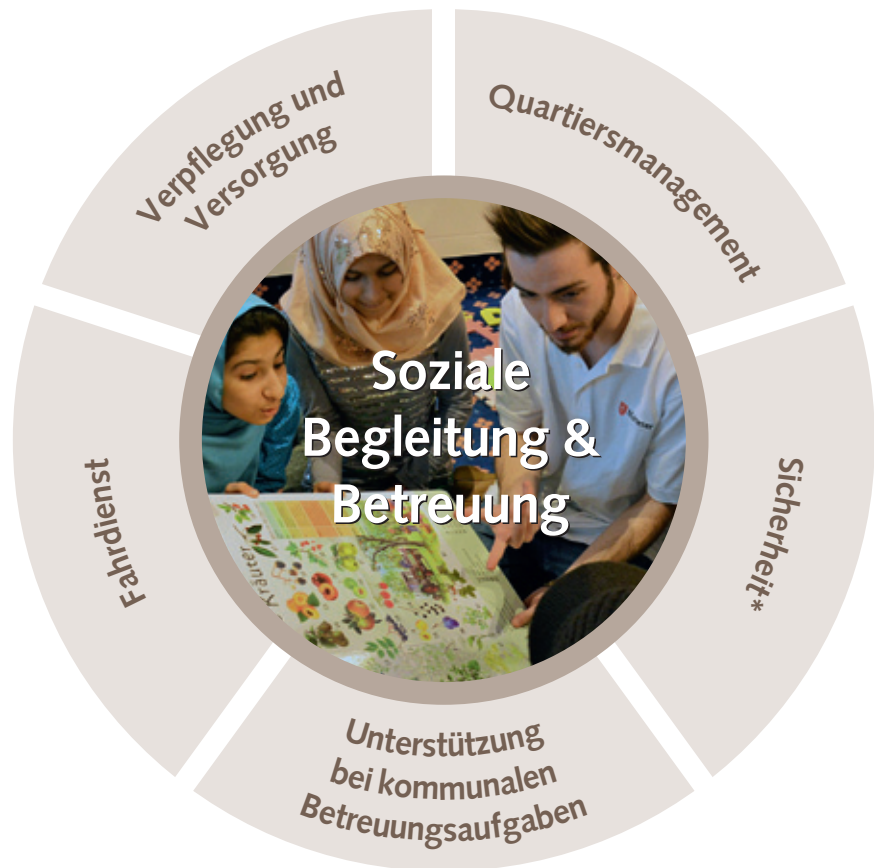 Verpflegung und
Versorgung
Quartiersmanagement
Soziale
Begleitung &
Betreuung
Kräuter
Fahrdienst
Sicherheit*
Unterstützung
bei kommunalen
Betreuungsaufgaben